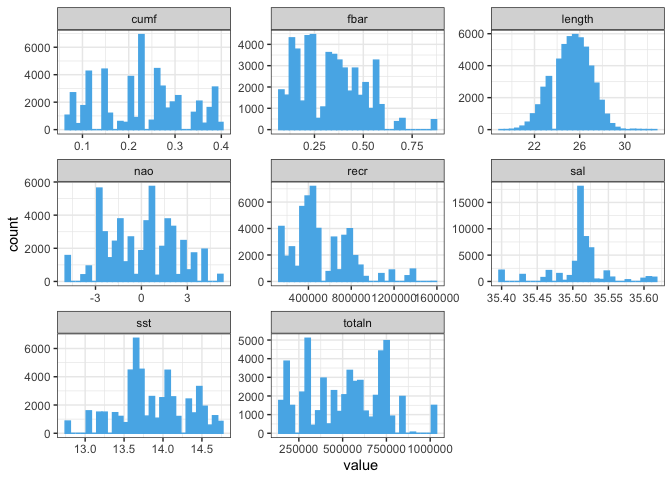 cumf fbar length
6000 4000 2000 0
0.1 0.2 0.3 0.4
4000 3000 2000 1000 0
0.25 0.50 0.75
6000 4000 2000 0
22 26 30
nao recr sal
6000 4000 2000 0
-3 0 3
6000 4000 2000 0
400000 800000 1200000 1600000
15000 10000 5000 0
35.40 35.45 35.50 35.55 35.60
sst totaln
6000 4000 2000 0
13.0 13.5 14.0 14.5
5000 4000 3000 2000 1000 0
250000 500000 750000 1000000
count
value